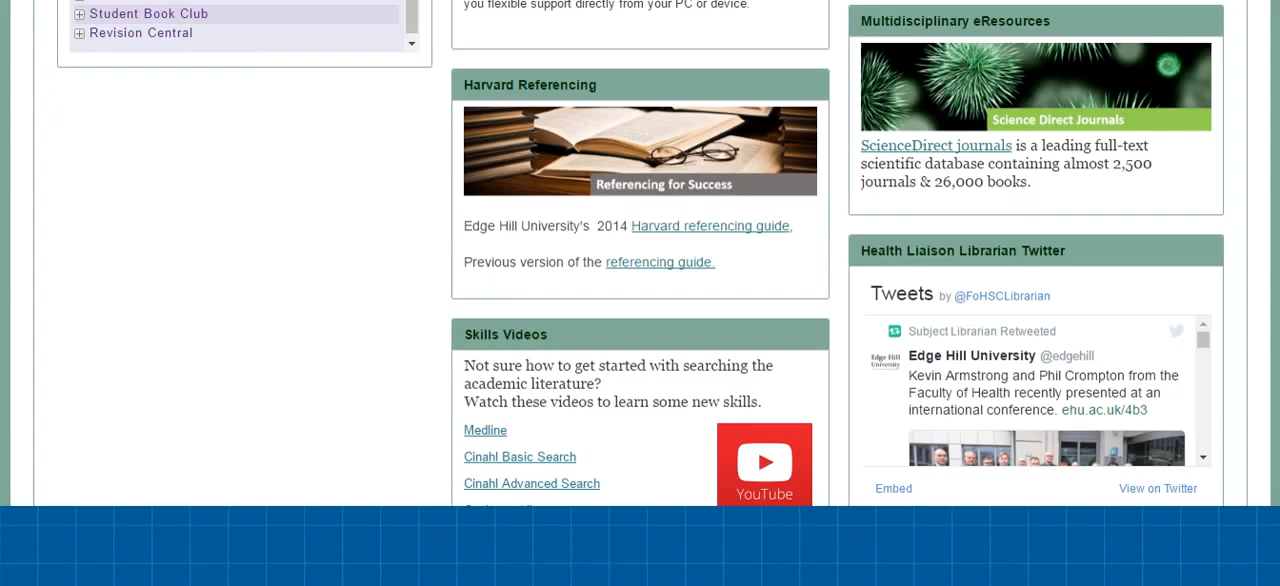 Student Book Club
Revision Central
you flexible support directly from your PC or device.
Harvard Referencing
Referencing for Success
Edge Hill University's 2014 Harvard referencing guide,
Previous version of the referencing guide.
Skills Videos
Not sure how to get started with searching the
academic literature?
Watch these videos to learn some new skills.
Medline
Cinahl Basic Search
Cinahl Advanced Search
YouTube
Multidisciplinary eResources
Science Direct Journals
ScienceDirect journals is a leading full-text
scientific database containing almost 2,500
journals & 26,000 books.
Health Liaison Librarian Twitter
Tweets by @FoHSCLibrarian
Subject Librarian Retweeted
Edge Hill University
Edge Hill University @edgehill
Kevin Armstrong and Phil Crompton from the
Faculty of Health recently presented at an
international conference. ehu.ac.uk/4b3
Embed
View on Twitter